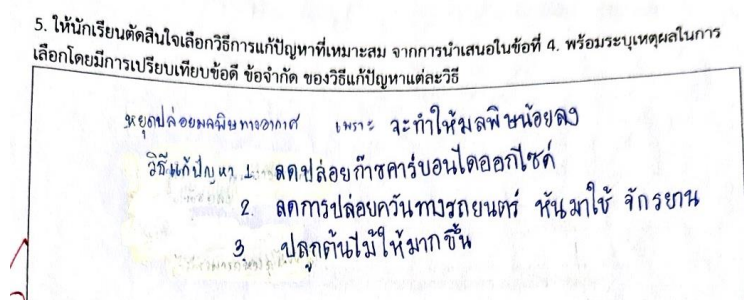 5. ให้นักเรียนตัดสินใจเลือกวิธีการแก้ปัญหาที่เหมาะสม จากการนำเสนอในข้อที่ 4. พร้อมระบุเหตุผลในการ
เลือกโดยมีการเปรียบเทียบข้อดี ข้อจำกัด ของวิธีแก้ปัญหาแต่ละวิธี
หยุดปล่อยมลพิษทางอากาศ เพราะ จะทำให้มลพิษน้อยลง
วิธีแก้ปัญหา 1. ลดปล่อยก๊าซคาร์บอนไดออกไซด์
2. ลดการปล่อยควันทางรถยนตร์ หันมาใช้ จักรยาน
3. ปลูกต้นไม้ให้มากขึ้น